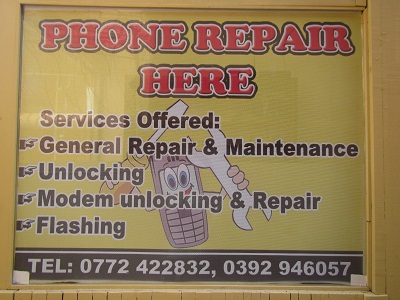 PHONE REPAIR
HERE
Services Offered:
General Repair & Maintenance
Unlocking
Modem unlocking & Repair
Flashing
TEL: 0772 422832, 0392 946057